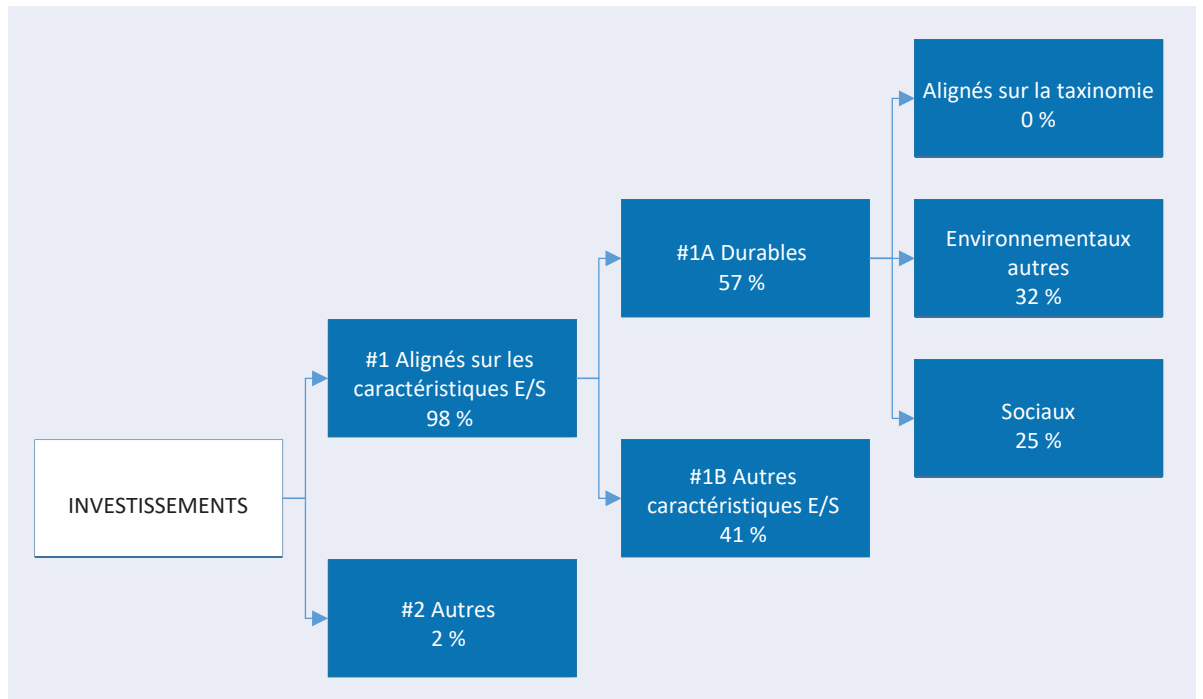 INVESTISSEMENTS
#1 Alignés sur les
caractéristiques E/S
98 %
#2 Autres
2 %
#1A Durables
57 %
#1B Autres
caractéristiques E/S
41 %
Alignés sur la taxinomie
0 %
Environnementaux
autres
32 %
Sociaux
25 %